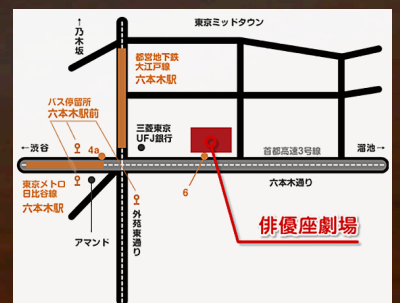 東京ミッドタウン
←乃木坂
都営地下鉄
大江戸線
六本木駅
バス停留所
六本木駅前
三菱東京
UFJ銀行
←渋谷
4a
首都高速3号線
溜池→
6
六本木通り
東京メトロ
日比谷線
六本木駅
アマンド
外苑東通り
俳優座劇場